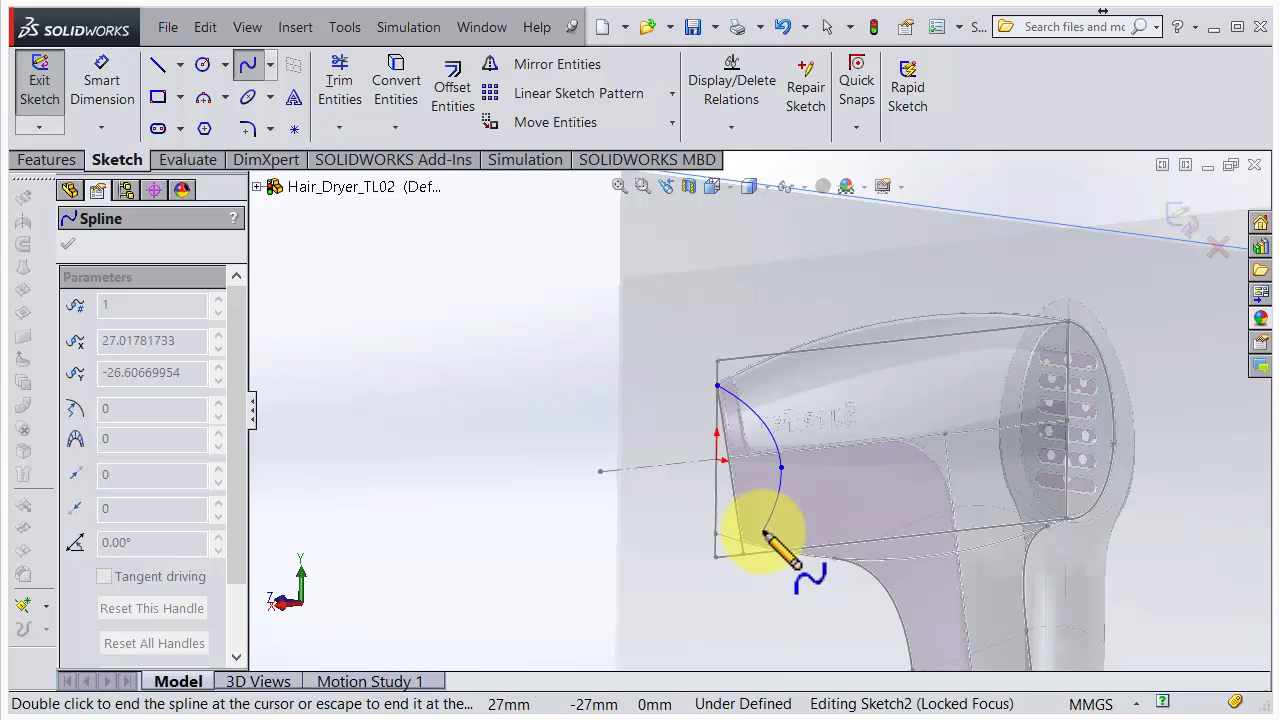 SOLIDWORKS File Edit View Insert Tools Simulation Window Help S... Search files and mc ?
Exit Sketch
Smart Dimension
Trim Entities
Convert Entities
Offset Entities
Mirror Entities
Linear Sketch Pattern
Move Entities
Display/Delete Relations
Repair Sketch
Quick Snaps
Rapid Sketch
Features Sketch Evaluate DimXpert SOLIDWORKS Add-Ins Simulation SOLIDWORKS MBD
Hair_Dryer_TL02 (Def...
Spline ?
Parameters
1
27.01781733
-26.60669954
0
0
0
0
0.00°
Tangent driving
Reset This Handle
Reset All Handles
Y
Z
X
Model 3D Views Motion Study 1
Double click to end the spline at the cursor or escape to end it at the... 27mm -27mm 0mm Under Defined Editing Sketch2 (Locked Focus) MMGS ?